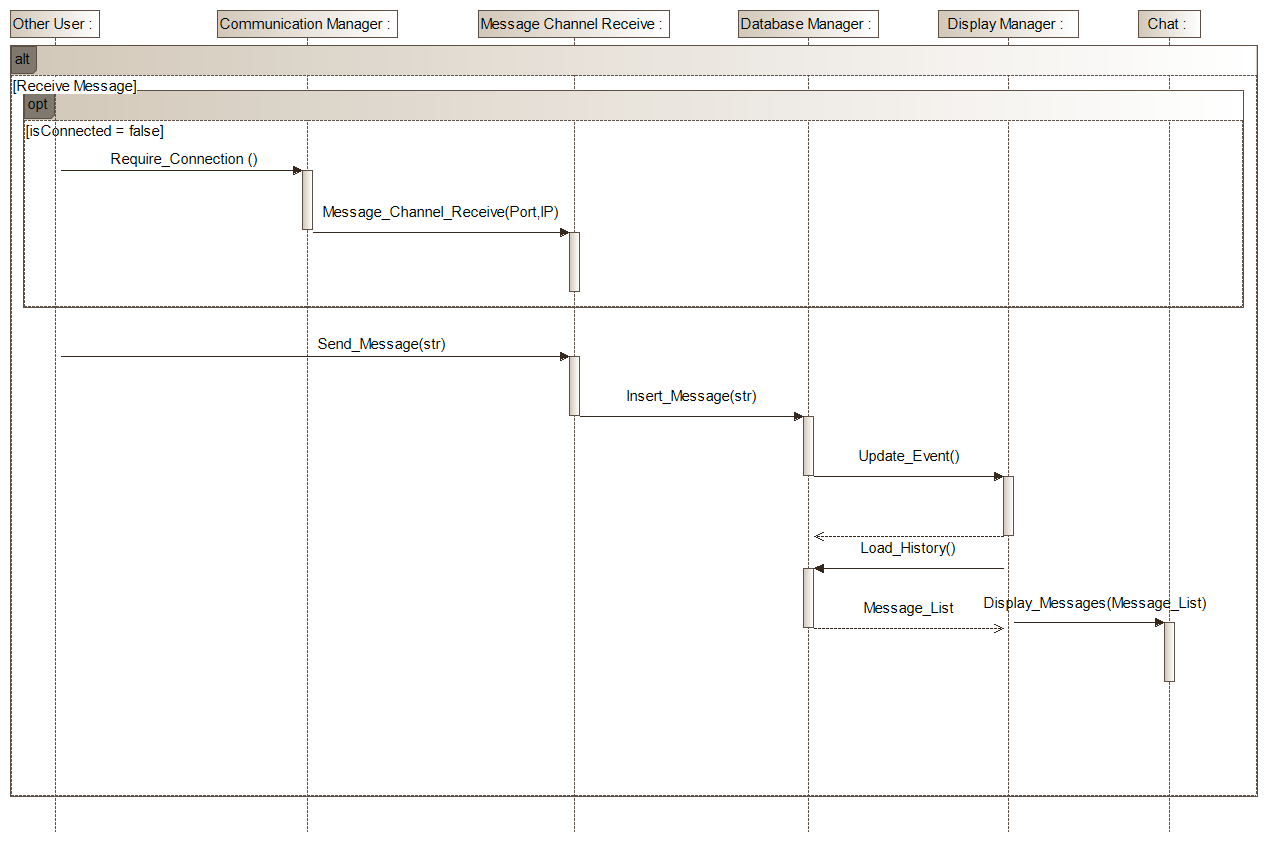 Other User :
Communication Manager :
Message Channel Receive :
Database Manager :
Display Manager :
Chat :
alt
[Receive Message]
opt
[isConnected = false]
Require_Connection ()
Message_Channel_Receive(Port,IP)
Send_Message(str)
Insert_Message(str)
Update_Event()
Load_History()
Message_List
Display_Messages(Message_List)